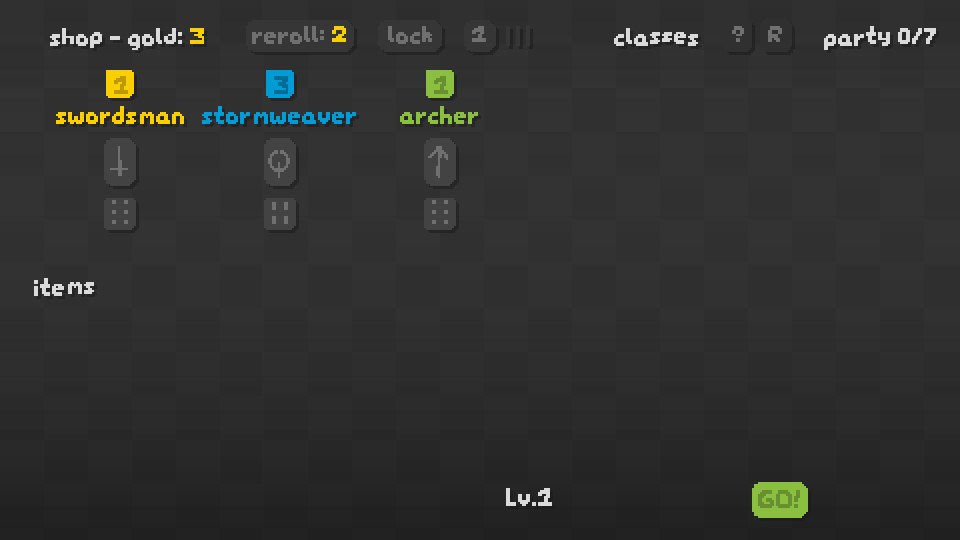 shop - gold: 3 reroll: 2 lock 1 classes ? R party 0/7
1 3 1
swordsman stormweaver archer
items
Lv.1 GO!